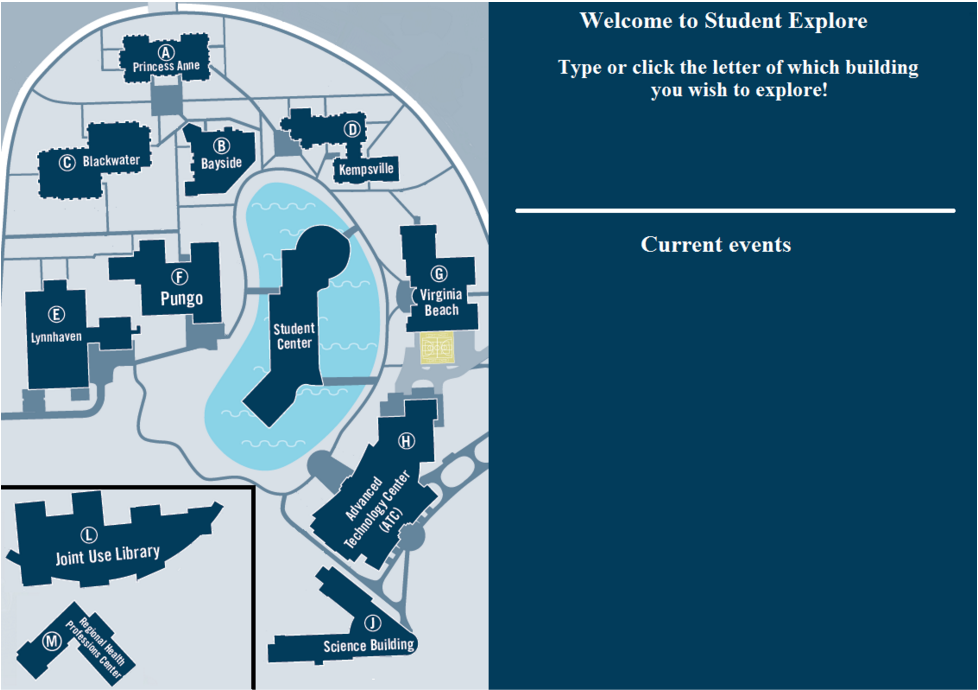 Welcome to Student Explore
Type or click the letter of which building
you wish to explore!
Current events
A
Princess Anne
B
Bayside
C Blackwater
D
Kempsville
E
Lynnhaven
F
Pungo
G
Virginia
Beach
Student
Center
H
Advanced
Technology Center
(ATC)
L
Joint Use Library
M
Regional Health
Professions Center
J
Science Building